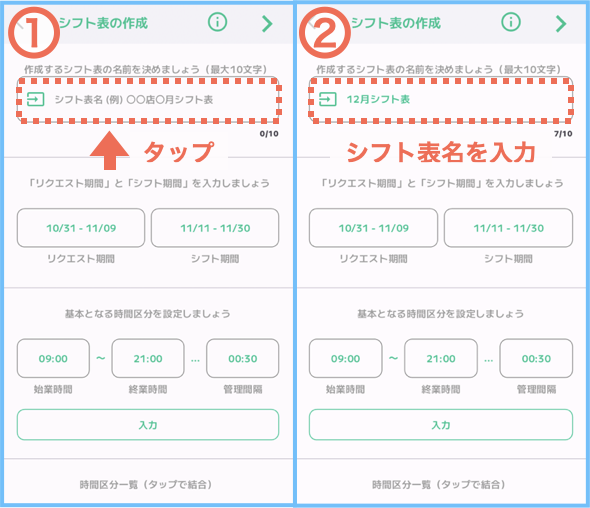 ①
シフト表の作成
作成するシフト表の名前を決めましょう（最大10文字）
シフト表名 (例) 〇〇店〇月シフト表
0/10
タップ
「リクエスト期間」と「シフト期間」を入力しましょう
10/31 - 11/09
11/11 - 11/30
リクエスト期間
シフト期間
基本となる時間区分を設定しましょう
09:00 ～ 21:00 ... 00:30
始業時間
終業時間
管理間隔
入力
時間区分一覧（タップで結合）
②
シフト表の作成
作成するシフト表の名前を決めましょう（最大10文字）
12月シフト表
7/10
シフト表名を入力
「リクエスト期間」と「シフト期間」を入力しましょう
10/31 - 11/09
11/11 - 11/30
リクエスト期間
シフト期間
基本となる時間区分を設定しましょう
09:00 ～ 21:00 ... 00:30
始業時間
終業時間
管理間隔
入力
時間区分一覧（タップで結合）